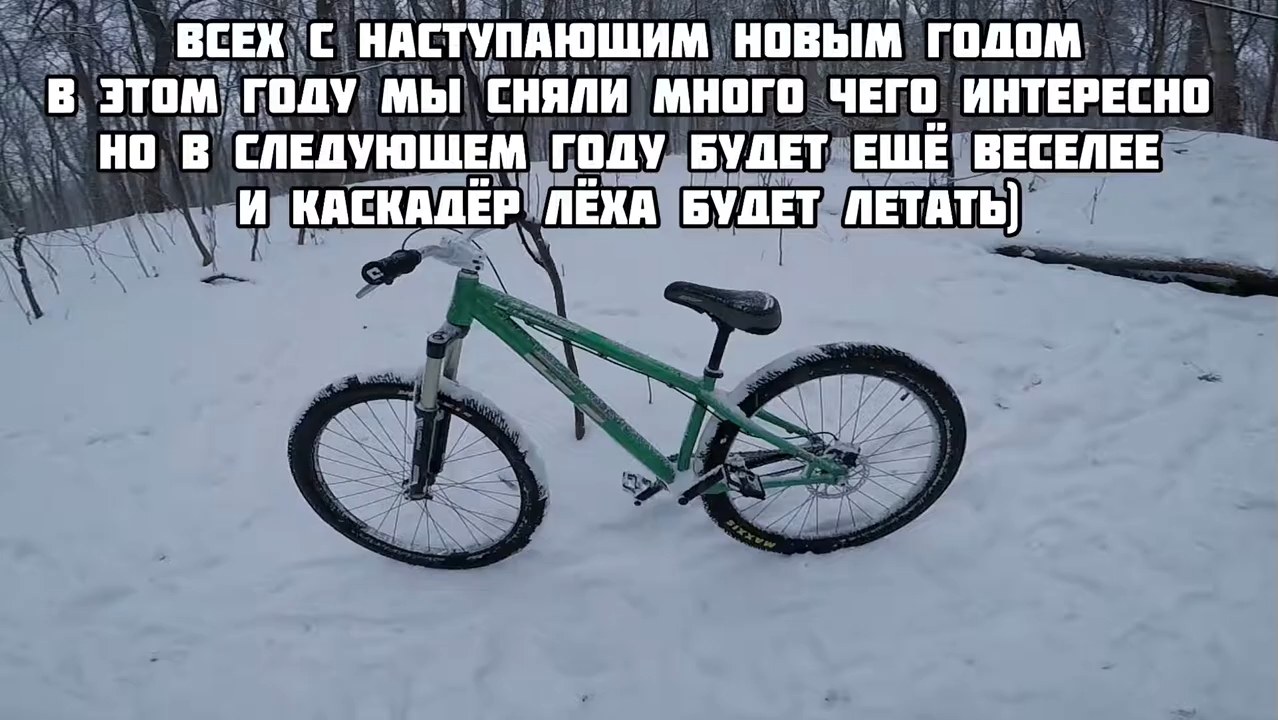 ВСЕХ С НАСТУПАЮЩИМ НОВЫМ ГОДОМ
В ЭТОМ ГОДУ МЫ СНЯЛИ МНОГО ЧЕГО ИНТЕРЕСНО
НО В СЛЕДУЮЩЕМ ГОДУ БУДЕТ ЕЩЁ ВЕСЕЛЕЕ
И КАСКАДЁР ЛЁХА БУДЕТ ЛЕТАТЬ)
MAXXIS